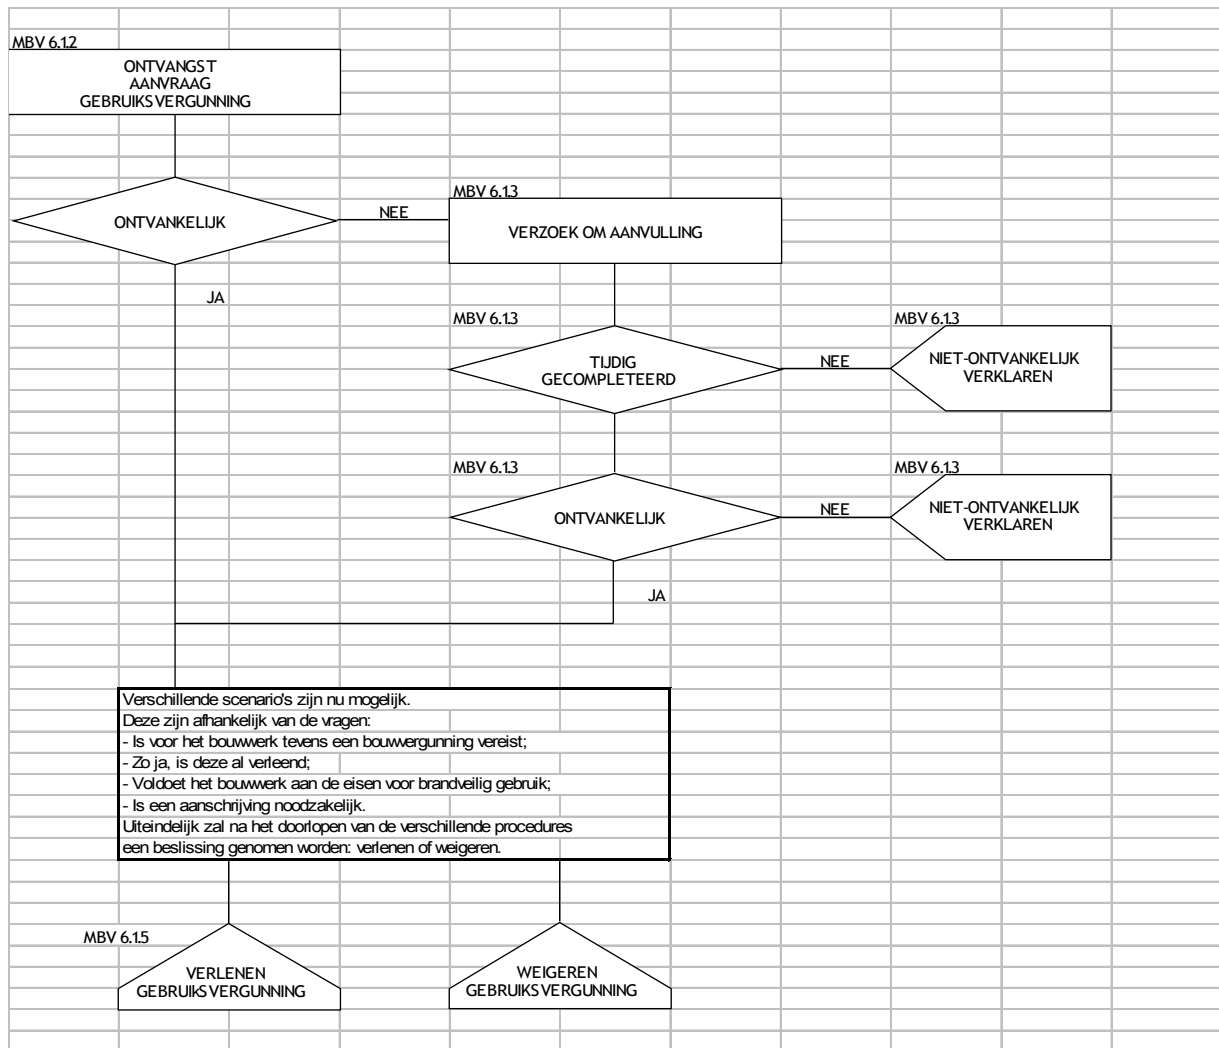 MBV 6.1.2
ONTVANGST
AANVRAAG
GEBRUIKSVERGUNNING
ONTVANKELIJK
NEE
MBV 6.1.3
VERZOEK OM AANVULLING
JA
MBV 6.1.3
TIJDIG
GECOMPLETEERD
NEE
MBV 6.1.3
NIET-ONTVANKELIJK
VERKLAREN
MBV 6.1.3
ONTVANKELIJK
NEE
MBV 6.1.3
NIET-ONTVANKELIJK
VERKLAREN
JA
Verschillende scenario's zijn nu mogelijk.
Deze zijn afhankelijk van de vragen:
- Is voor het bouwwerk tevens een bouwvergunning vereist;
- Zo ja, is deze al verleend;
- Voldoet het bouwwerk aan de eisen voor brandveilig gebruik;
- Is een aanschrijving noodzakelijk.
Uiteindelijk zal na het doorlopen van de verschillende procedures
een beslissing genomen worden: verlenen of weigeren.
MBV 6.1.5
VERLENEN
GEBRUIKSVERGUNNING
WEIGEREN
GEBRUIKSVERGUNNING